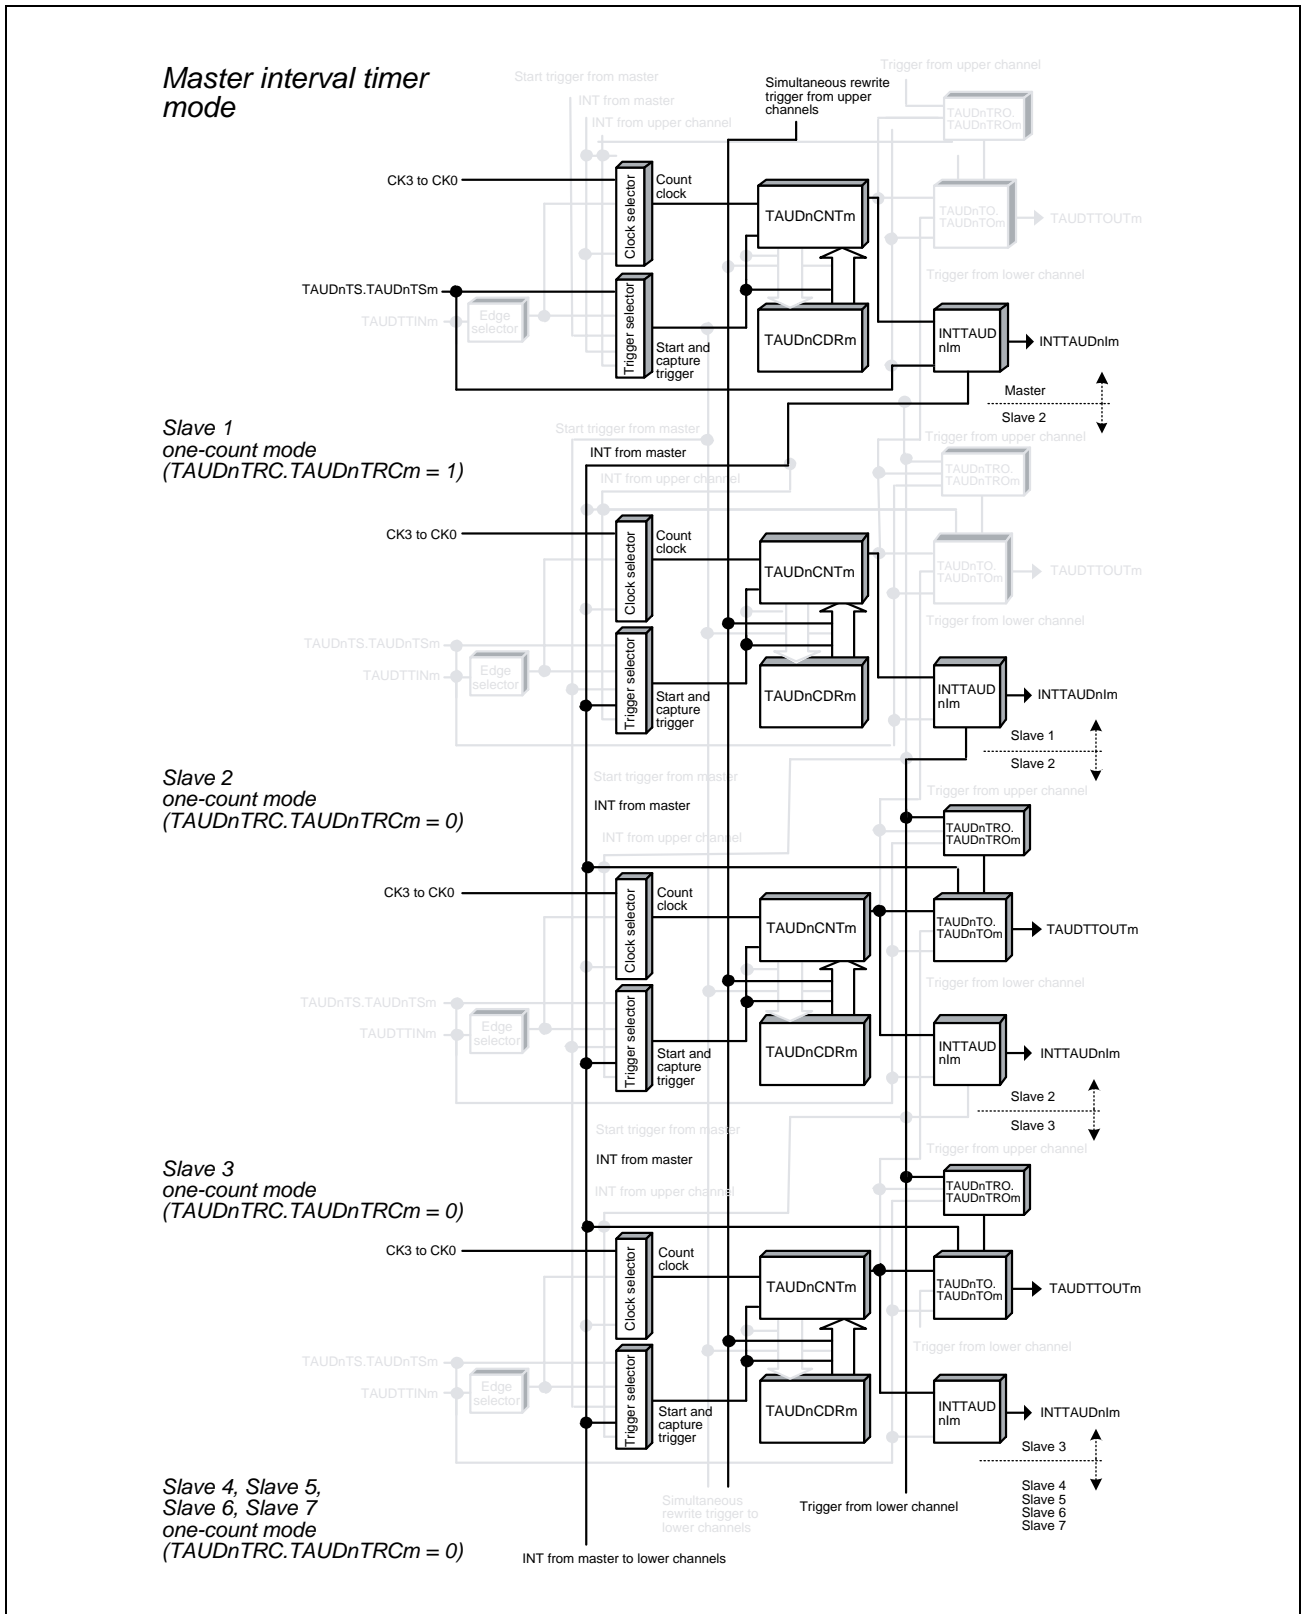 Master interval timer
mode
Start trigger from master
INT from master
INT from upper channel
Simultaneous rewrite
trigger from upper
channels
Trigger from upper channel
TAUDnTRO.
TAUDnTROm
CK3 to CK0
Clock selector
Count
clock
TAUDnCNTm
TAUDnTO.
TAUDnTOm
TAUDTTOUTm
Trigger from lower channel
TAUDnTS.TAUDnTSm
TAUDTTINm
Edge
selector
Trigger selector
Start and
capture
trigger
TAUDnCDRm
INTTAUD
nIm
INTTAUDnIm
Master
Slave 2
Slave 1
one-count mode
(TAUDnTRC.TAUDnTRCm = 1)
Start trigger from master
INT from master
INT from upper channel
Trigger from upper channel
TAUDnTRO.
TAUDnTROm
CK3 to CK0
Clock selector
Count
clock
TAUDnCNTm
TAUDnTO.
TAUDnTOm
TAUDTTOUTm
Trigger from lower channel
TAUDnTS.TAUDnTSm
TAUDTTINm
Edge
selector
Trigger selector
Start and
capture
trigger
TAUDnCDRm
INTTAUD
nIm
INTTAUDnIm
Slave 1
Slave 2
Slave 2
one-count mode
(TAUDnTRC.TAUDnTRCm = 0)
Start trigger from master
INT from master
INT from upper channel
Trigger from upper channel
TAUDnTRO.
TAUDnTROm
CK3 to CK0
Clock selector
Count
clock
TAUDnCNTm
TAUDnTO.
TAUDnTOm
TAUDTTOUTm
Trigger from lower channel
TAUDnTS.TAUDnTSm
TAUDTTINm
Edge
selector
Trigger selector
Start and
capture
trigger
TAUDnCDRm
INTTAUD
nIm
INTTAUDnIm
Slave 2
Slave 3
Slave 3
one-count mode
(TAUDnTRC.TAUDnTRCm = 0)
Start trigger from master
INT from master
INT from upper channel
Trigger from upper channel
TAUDnTRO.
TAUDnTROm
CK3 to CK0
Clock selector
Count
clock
TAUDnCNTm
TAUDnTO.
TAUDnTOm
TAUDTTOUTm
Trigger from lower channel
TAUDnTS.TAUDnTSm
TAUDTTINm
Edge
selector
Trigger selector
Start and
capture
trigger
TAUDnCDRm
INTTAUD
nIm
INTTAUDnIm
Slave 3
Slave 4
Slave 5
Slave 6
Slave 7
Slave 4, Slave 5,
Slave 6, Slave 7
one-count mode
(TAUDnTRC.TAUDnTRCm = 0)
Simultaneous
rewrite trigger to
lower channels
Trigger from lower channel
INT from master to lower channels